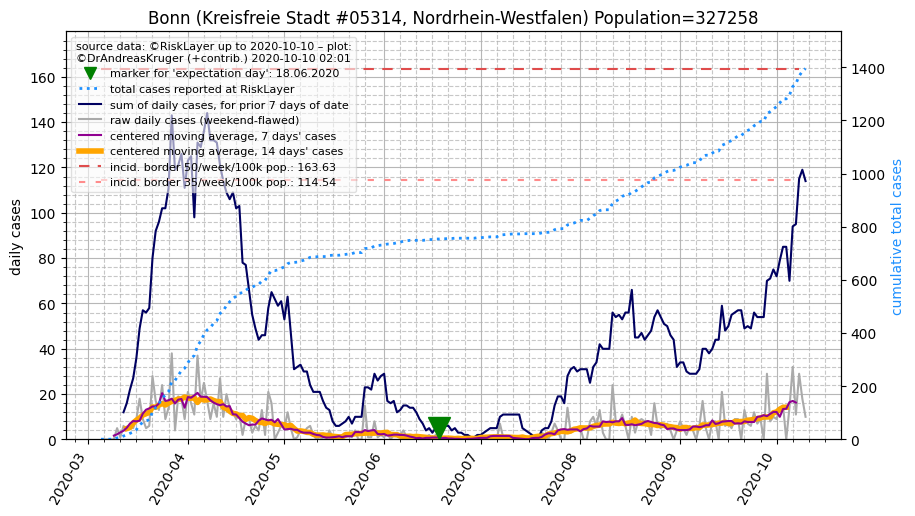 Bonn (Kreisfreie Stadt #05314, Nordrhein-Westfalen) Population=327258
source data: ©RiskLayer up to 2020-10-10 – plot:
©DrAndreasKruger (+contrib.) 2020-10-10 02:01
marker for 'expectation day': 18.06.2020
total cases reported at RiskLayer
sum of daily cases, for prior 7 days of date
raw daily cases (weekend-flawed)
centered moving average, 7 days' cases
centered moving average, 14 days' cases
incid. border 50/week/100k pop.: 163.63
incid. border 35/week/100k pop.: 114.54
daily cases
160
140
120
100
80
60
40
20
0
cumulative total cases
1400
1200
1000
800
600
400
200
0
2020-03
2020-04
2020-05
2020-06
2020-07
2020-08
2020-09
2020-10